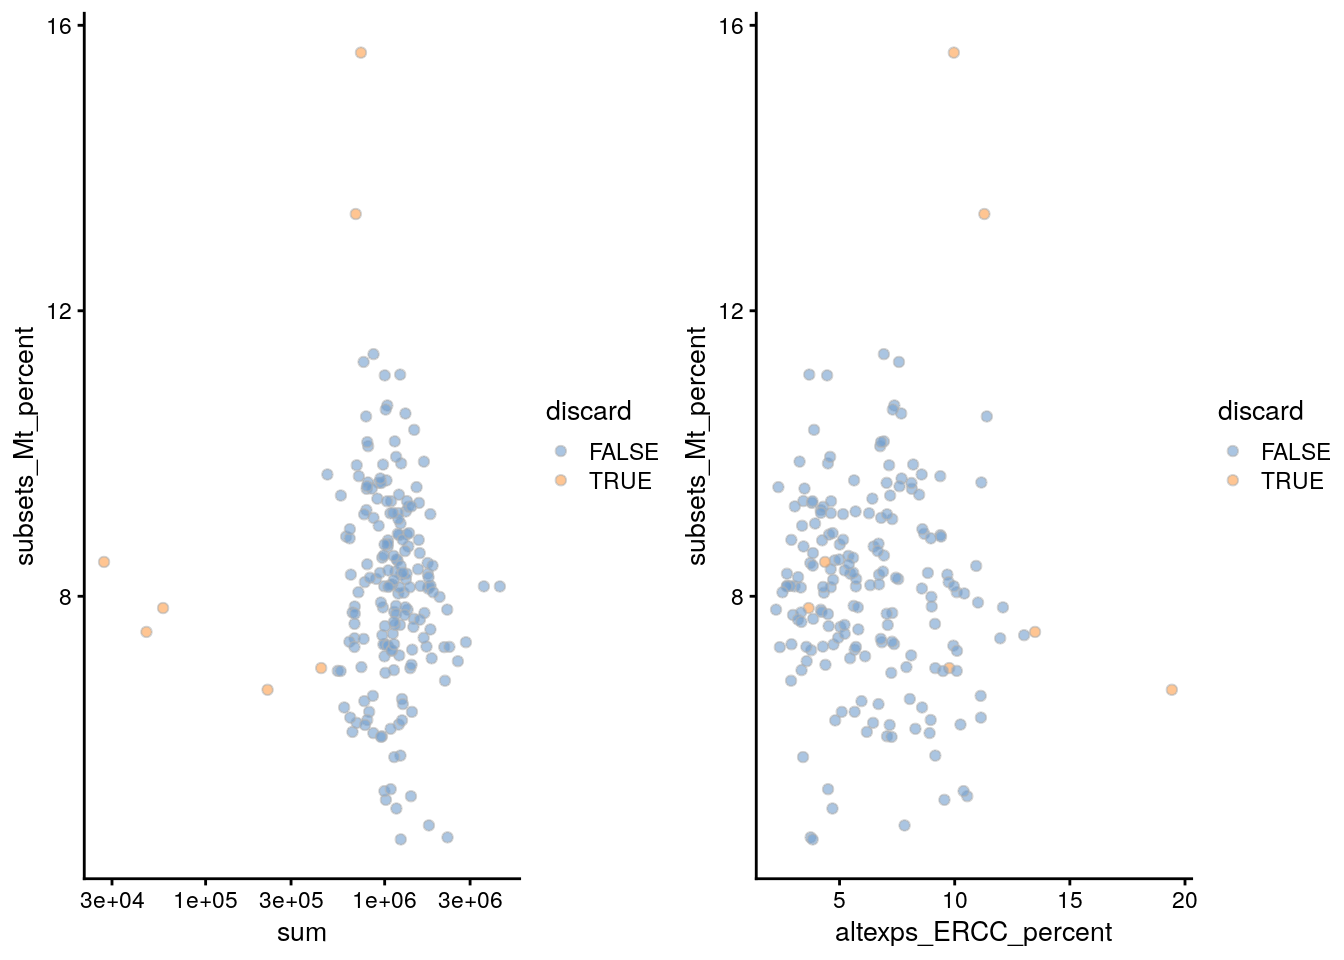 16
12
8
subsets_Mt_percent
3e+04 1e+05 3e+05 1e+06 3e+06
sum
discard
FALSE
TRUE
16
12
8
subsets_Mt_percent
5 10 15 20
altexps_ERCC_percent
discard
FALSE
TRUE